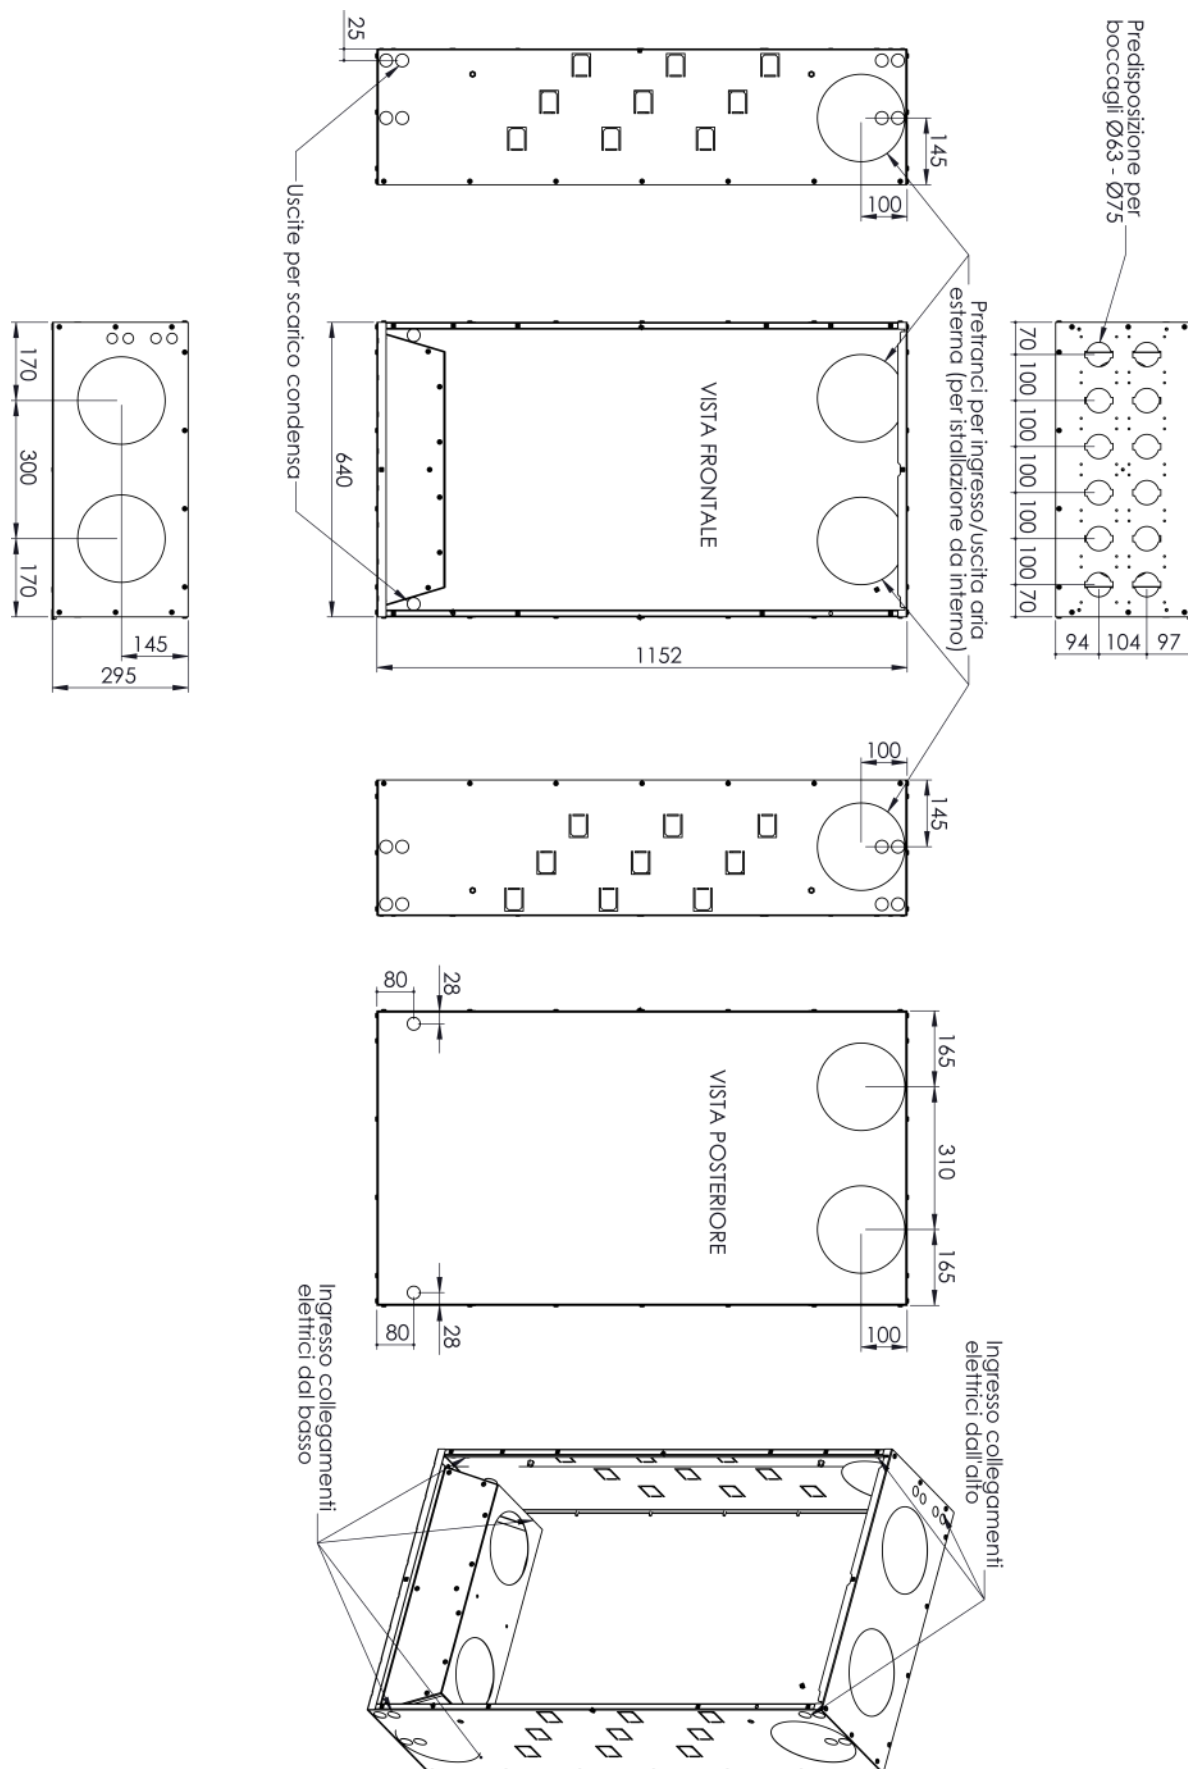 Predisposizione per
boccagli Ø63 - Ø75
25
145
100
Uscite per scarico condensa
Pretranci per ingresso/uscita aria
esterna (per istallazione da interno)
70
100
100
100
100
100
70
94
104
97
VISTA FRONTALE
640
1152
170
300
170
145
295
100
145
80
28
165
310
165
VISTA POSTERIORE
80
28
100
Ingresso collegamenti
elettrici dal basso
Ingresso collegamenti
elettrici dall'alto